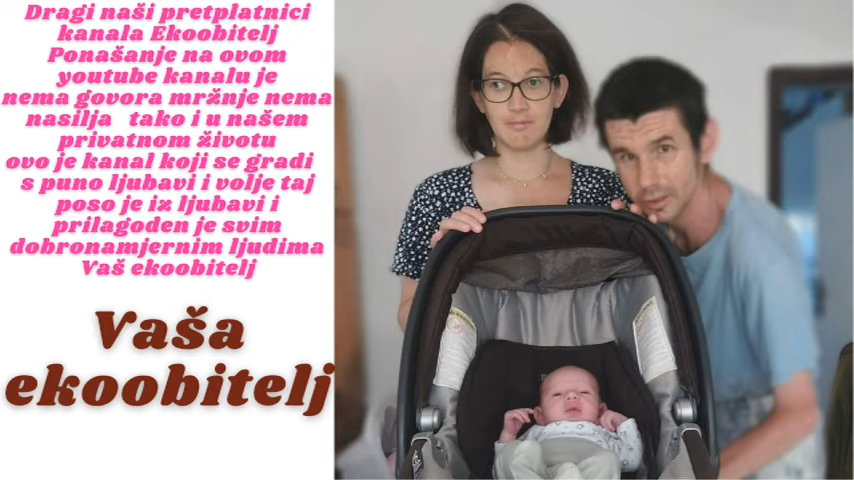 Dragi naši pretplatnici
kanala Ekoobitelj
Ponašanje na ovom
youtube kanalu je
nema govora mržnje nema
nasilja tako i u našem
privatnom životu
ovo je kanal koji se gradi
s puno ljubavi i volje taj
poso je iz ljubavi i
prilagođen je svim
dobronamjernim ljudima
Vaš ekoobitelj
Vaša
ekoobitelj